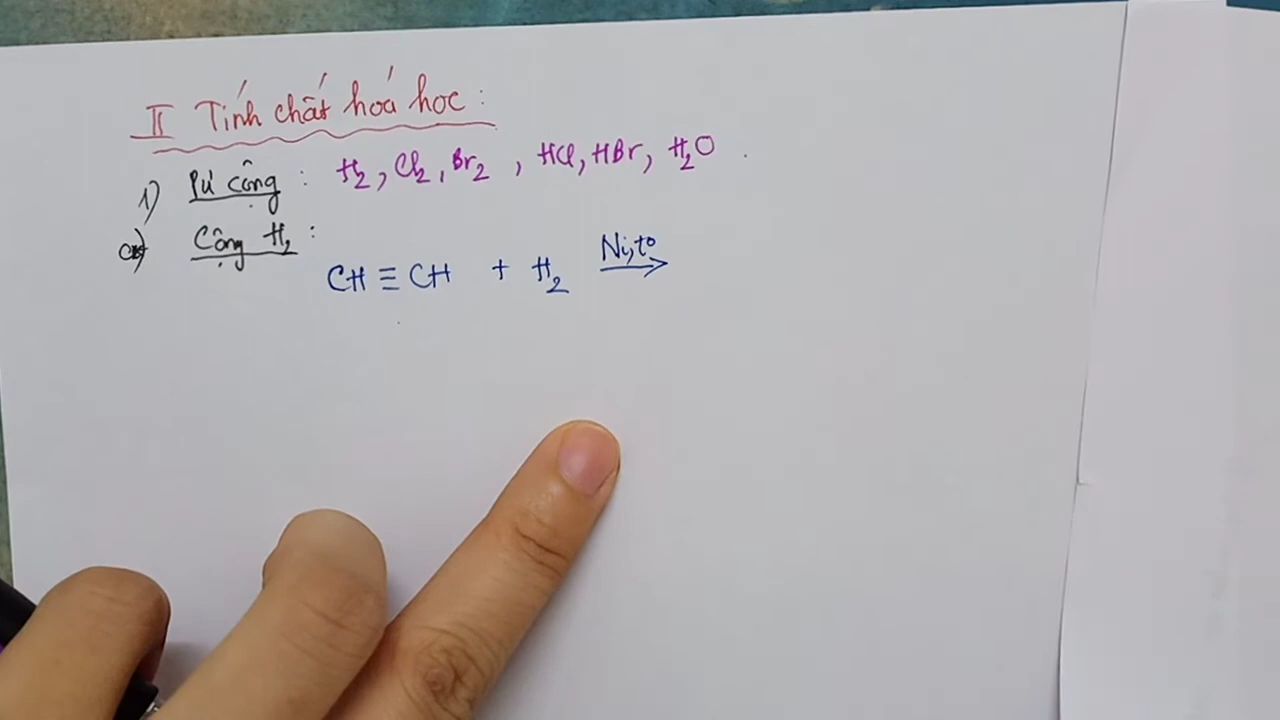 II Tính chất hoá học:
1) Pư cộng: H₂, Cl₂, Br₂, HCl, HBr, H₂O.
a) Cộng H₂:
CH≡CH + H₂ Ni,t° →